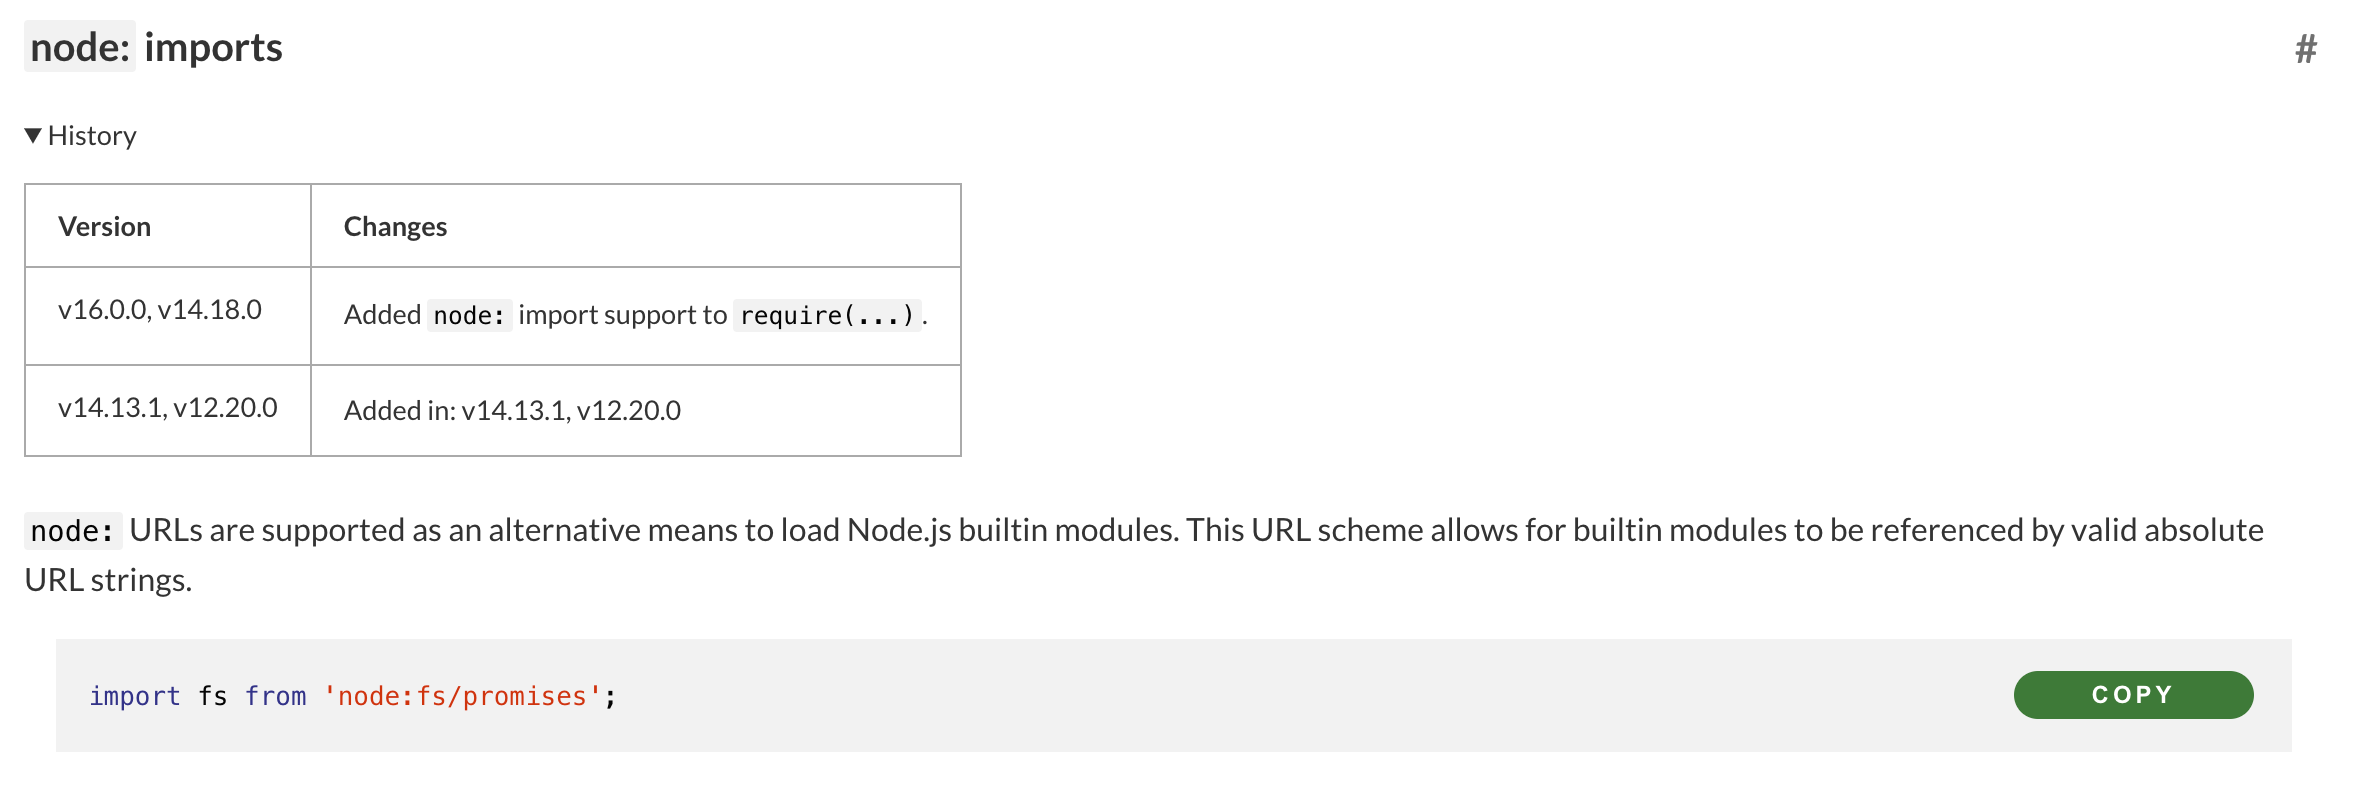 node: imports #
▼ History
Version Changes
v16.0.0, v14.18.0 Added node: import support to require(...).
v14.13.1, v12.20.0 Added in: v14.13.1, v12.20.0
node: URLs are supported as an alternative means to load Node.js builtin modules. This URL scheme allows for builtin modules to be referenced by valid absolute
URL strings.
import fs from 'node:fs/promises'; COPY